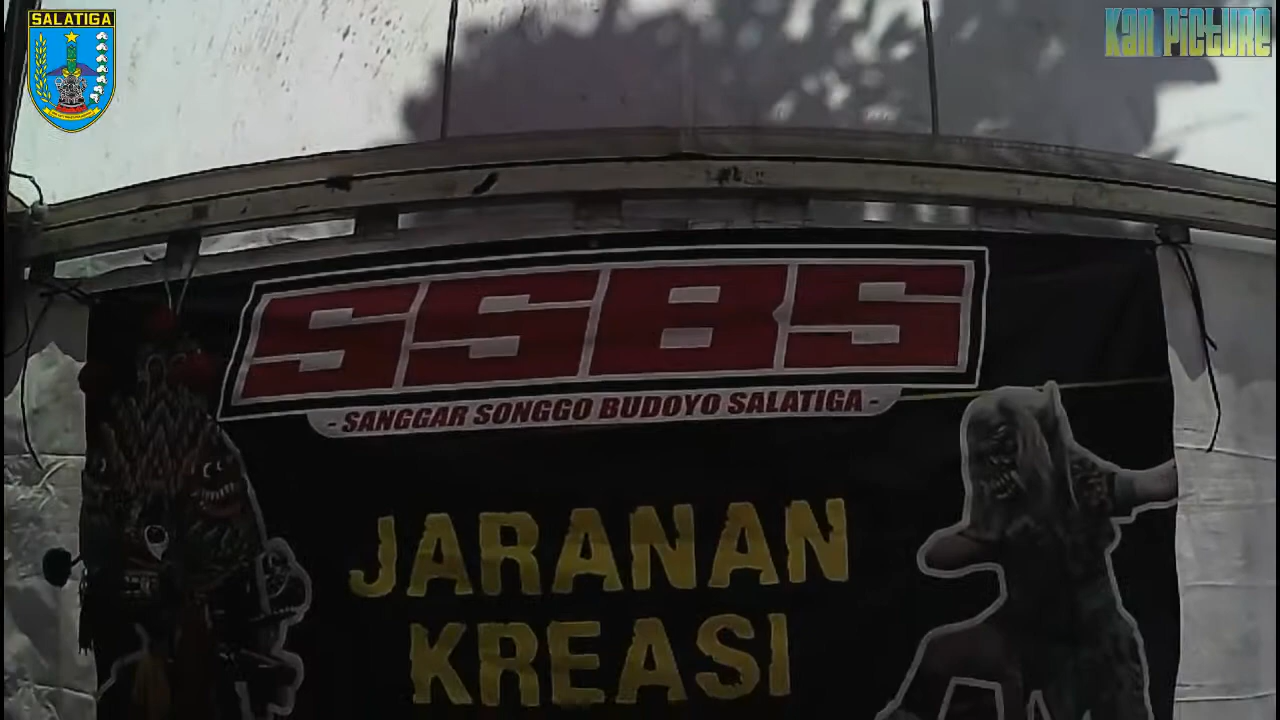 SALATIGA
Kan Picture
SSBS
- SANGGAR SONGGO BUDOYO SALATIGA -
JARANAN
KREASI